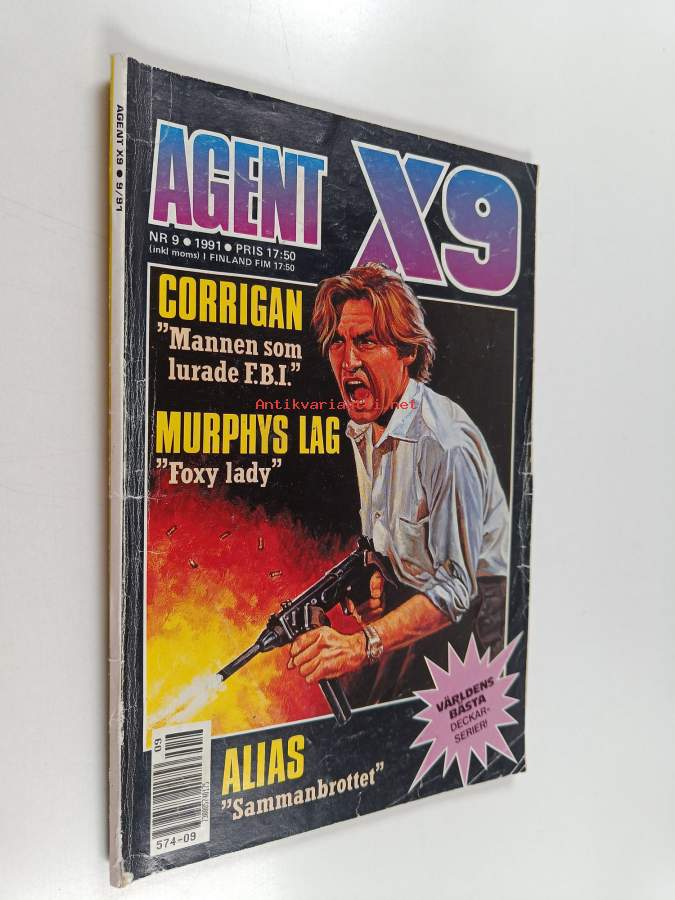 AGENT X9 ● 9/91
AGENT X9
NR 9 ● 1991 ● PRIS 17:50
(inkl moms) I FINLAND FIM 17:50
CORRIGAN
”Mannen som
lurade F.B.I.”
Antikvariaatti.net
MURPHYS LAG
”Foxy lady”
VÄRLDENS
BÄSTA
DECKAR-
SERIER!
ALIAS
”Sammanbrottet”
09
574-09